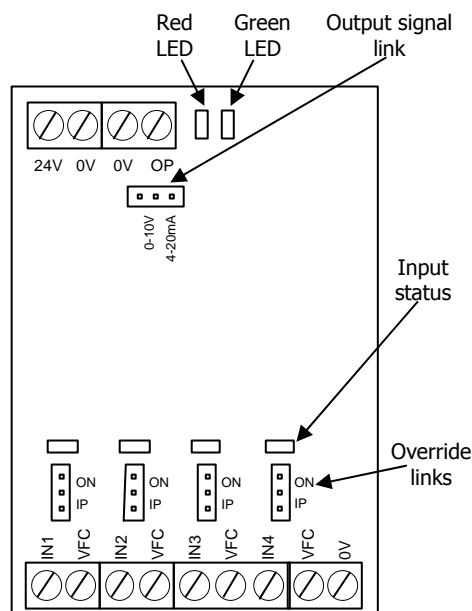 Red
LED
Green
LED
Output signal
link
24V 0V 0V OP
0-10V
4-20mA
Input
status
ON ON ON ON
IP IP IP IP
Override
links
IN1 VFC IN2 VFC IN3 VFC IN4 VFC 0V